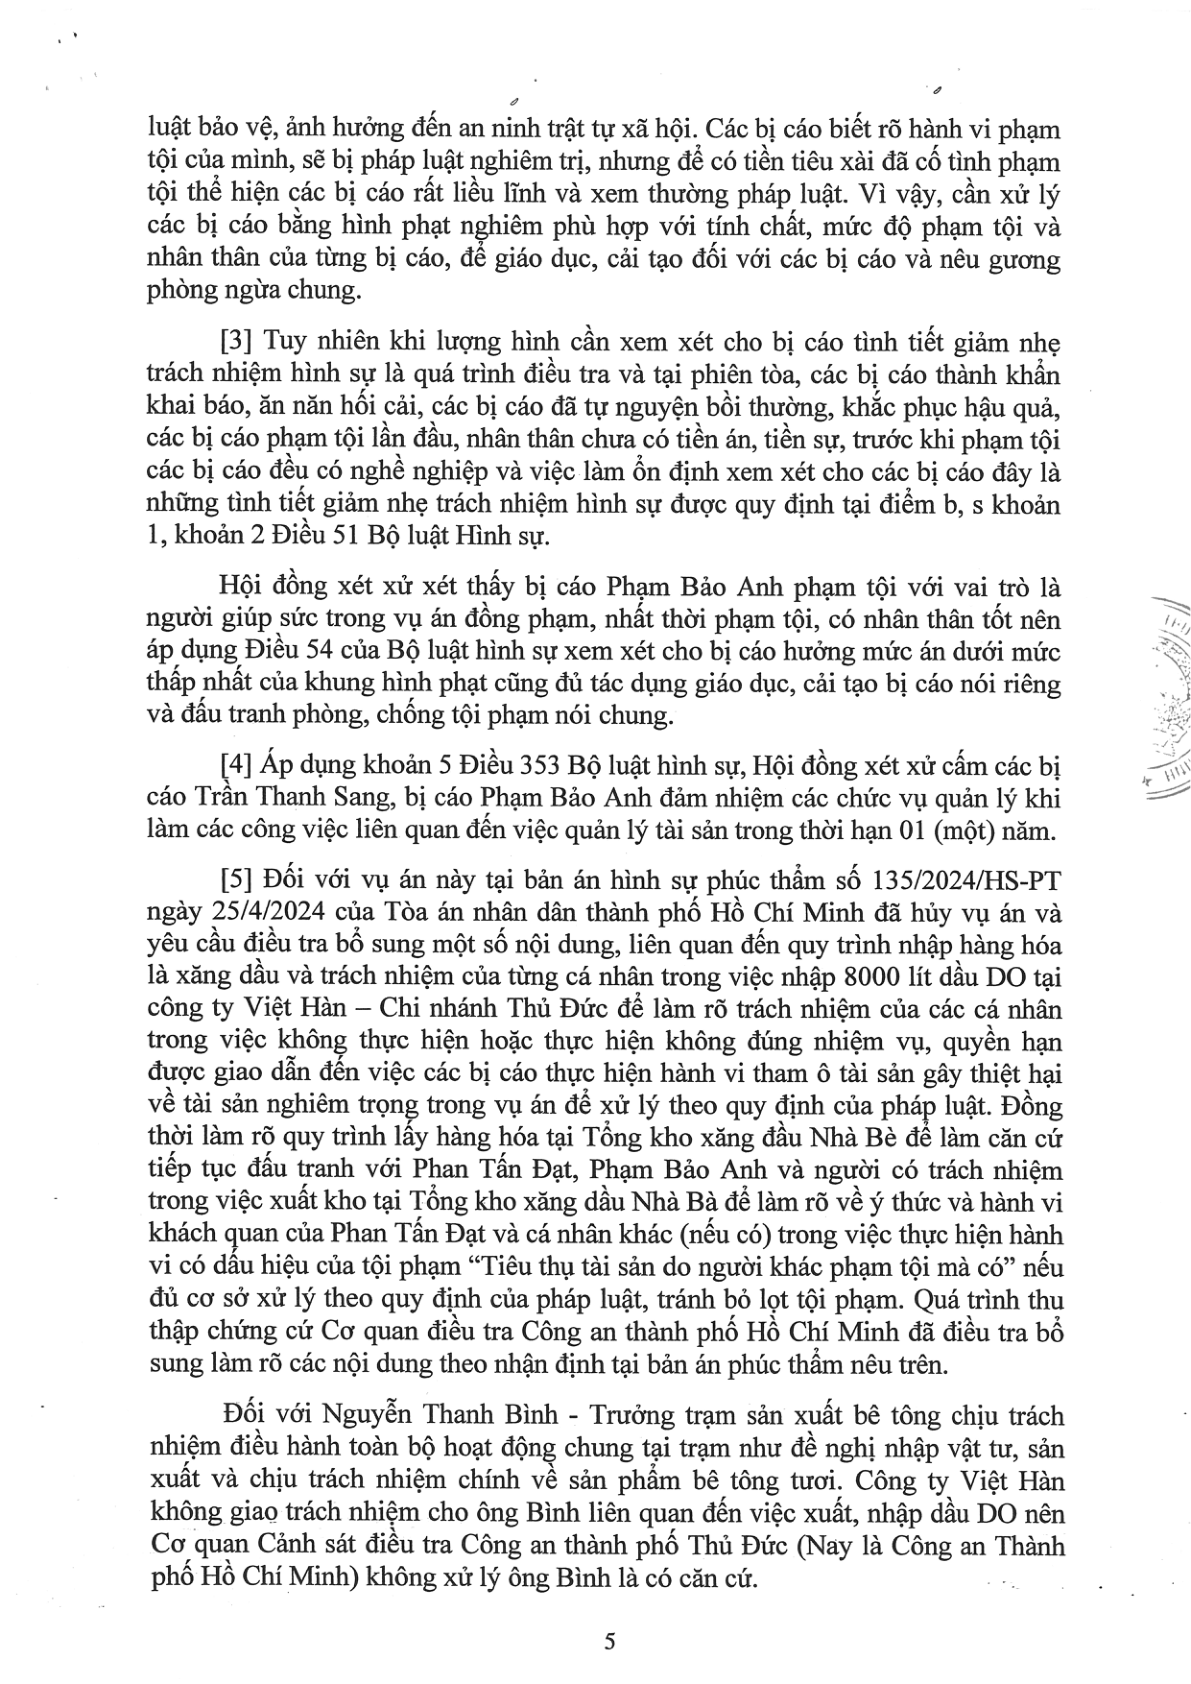 luật bảo vệ, ảnh hưởng đến an ninh trật tự xã hội. Các bị cáo biết rõ hành vi phạm
tội của mình, sẽ bị pháp luật nghiêm trị, nhưng để có tiền tiêu xài đã cố tình phạm
tội thể hiện các bị cáo rất liều lĩnh và xem thường pháp luật. Vì vậy, cần xử lý
các bị cáo bằng hình phạt nghiêm phù hợp với tính chất, mức độ phạm tội và
nhân thân của từng bị cáo, để giáo dục, cải tạo đối với các bị cáo và nêu gương
phòng ngừa chung.
[3] Tuy nhiên khi lượng hình cần xem xét cho bị cáo tình tiết giảm nhẹ
trách nhiệm hình sự là quá trình điều tra và tại phiên tòa, các bị cáo thành khẩn
khai báo, ăn năn hối cải, các bị cáo đã tự nguyện bồi thường, khắc phục hậu quả,
các bị cáo phạm tội lần đầu, nhân thân chưa có tiền án, tiền sự, trước khi phạm tội
các bị cáo đều có nghề nghiệp và việc làm ổn định xem xét cho các bị cáo đây là
những tình tiết giảm nhẹ trách nhiệm hình sự được quy định tại điểm b, s khoản
1, khoản 2 Điều 51 Bộ luật Hình sự.
Hội đồng xét xử xét thấy bị cáo Phạm Bảo Anh phạm tội với vai trò là
người giúp sức trong vụ án đồng phạm, nhất thời phạm tội, có nhân thân tốt nên
áp dụng Điều 54 của Bộ luật hình sự xem xét cho bị cáo hưởng mức án dưới mức
thấp nhất của khung hình phạt cũng đủ tác dụng giáo dục, cải tạo bị cáo nói riêng
và đấu tranh phòng, chống tội phạm nói chung.
[4] Áp dụng khoản 5 Điều 353 Bộ luật hình sự, Hội đồng xét xử cấm các bị
cáo Trần Thanh Sang, bị cáo Phạm Bảo Anh đảm nhiệm các chức vụ quản lý khi
làm các công việc liên quan đến việc quản lý tài sản trong thời hạn 01 (một) năm.
[5] Đối với vụ án này tại bản án hình sự phúc thẩm số 135/2024/HS-PT
ngày 25/4/2024 của Tòa án nhân dân thành phố Hồ Chí Minh đã hủy vụ án và
yêu cầu điều tra bổ sung một số nội dung, liên quan đến quy trình nhập hàng hóa
là xăng dầu và trách nhiệm của từng cá nhân trong việc nhập 8000 lít dầu DO tại
công ty Việt Hàn – Chi nhánh Thủ Đức để làm rõ trách nhiệm của các cá nhân
trong việc không thực hiện hoặc thực hiện không đúng nhiệm vụ, quyền hạn
được giao dẫn đến việc các bị cáo thực hiện hành vi tham ô tài sản gây thiệt hại
về tài sản nghiêm trọng trong vụ án để xử lý theo quy định của pháp luật. Đồng
thời làm rõ quy trình lấy hàng hóa tại Tổng kho xăng đầu Nhà Bè để làm căn cứ
tiếp tục đấu tranh với Phan Tấn Đạt, Phạm Bảo Anh và người có trách nhiệm
trong việc xuất kho tại Tổng kho xăng dầu Nhà Bà để làm rõ về ý thức và hành vi
khách quan của Phan Tấn Đạt và cá nhân khác (nếu có) trong việc thực hiện hành
vi có dấu hiệu của tội phạm “Tiêu thụ tài sản do người khác phạm tội mà có” nếu
đủ cơ sở xử lý theo quy định của pháp luật, tránh bỏ lọt tội phạm. Quá trình thu
thập chứng cứ Cơ quan điều tra Công an thành phố Hồ Chí Minh đã điều tra bổ
sung làm rõ các nội dung theo nhận định tại bản án phúc thẩm nêu trên.
Đối với Nguyễn Thanh Bình - Trưởng trạm sản xuất bê tông chịu trách
nhiệm điều hành toàn bộ hoạt động chung tại trạm như đề nghị nhập vật tư, sản
xuất và chịu trách nhiệm chính về sản phẩm bê tông tươi. Công ty Việt Hàn
không giao trách nhiệm cho ông Bình liên quan đến việc xuất, nhập dầu DO nên
Cơ quan Cảnh sát điều tra Công an thành phố Thủ Đức (Nay là Công an Thành
phố Hồ Chí Minh) không xử lý ông Bình là có căn cứ.
5